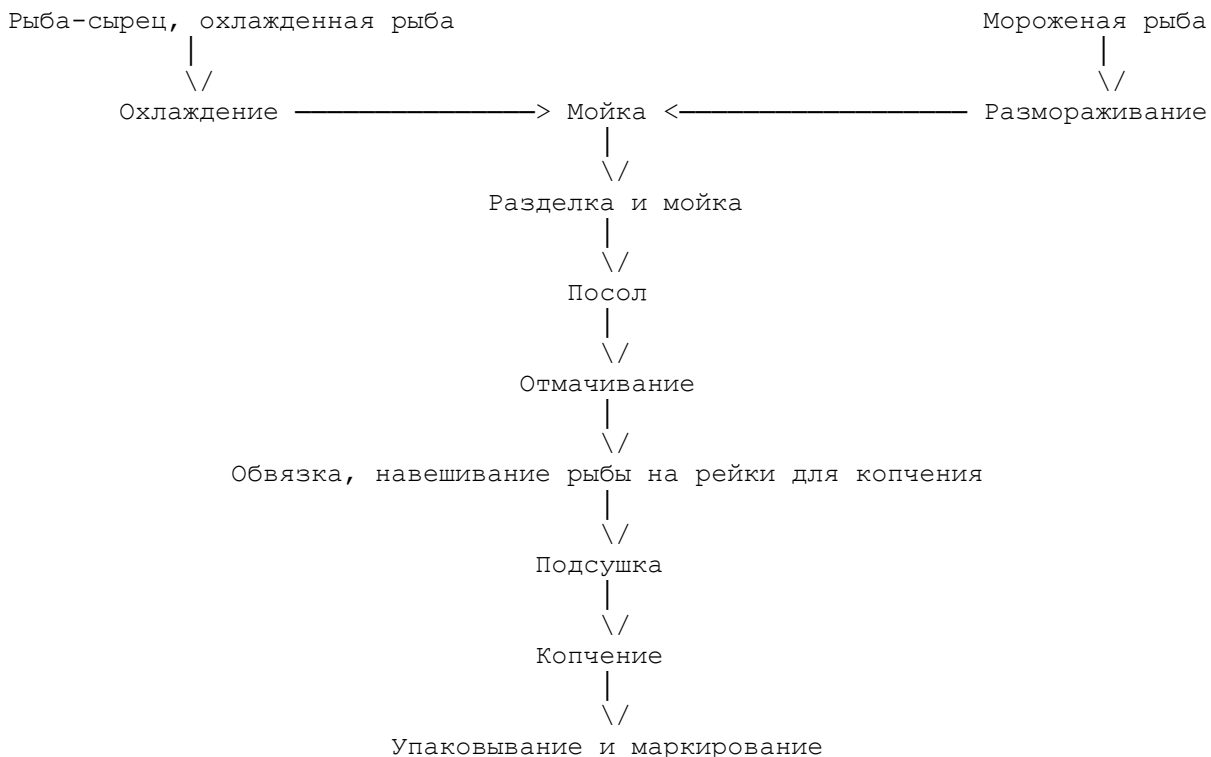 Рыба-сырец, охлажденная рыба Мороженая рыба
Охлаждение ───────────────> Мойка <────────────────── Размораживание
Разделка и мойка
Посол
Отмачивание
Обвязка, навешивание рыбы на рейки для копчения
Подсушка
Копчение
Упаковывание и маркирование